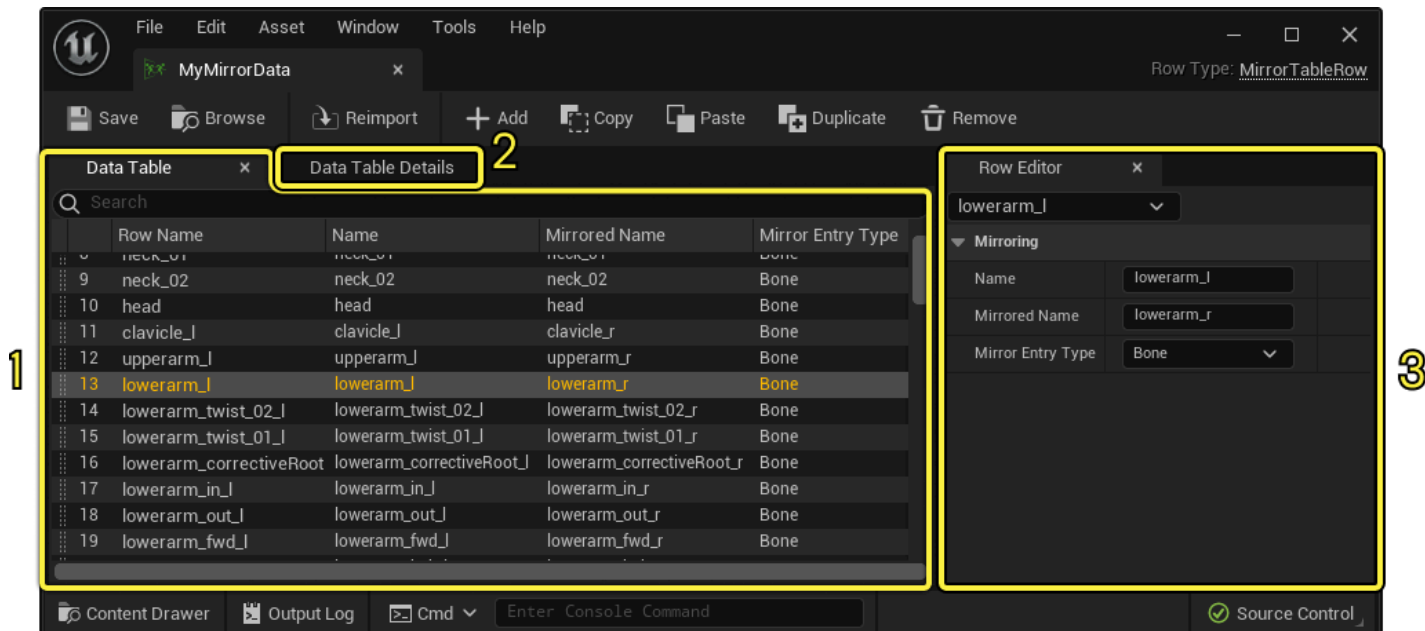 File Edit Asset Window Tools Help
MyMirrorData
Row Type: MirrorTableRow
Save Browse Reimport Add Copy Paste Duplicate Remove
2
Data Table Data Table Details Row Editor
Search
lowerarm_l
Row Name Name Mirrored Name Mirror Entry Type
Mirroring
9 neck_02 neck_02 neck_02 Bone
Name lowerarm_l
10 head head head Bone
11 clavicle_l clavicle_l clavicle_r Bone
Mirrored Name lowerarm_r
12 upperarm_l upperarm_l upperarm_r Bone
Mirror Entry Type Bone
1
3
13 lowerarm_l lowerarm_l lowerarm_r Bone
14 lowerarm_twist_02_l lowerarm_twist_02_l lowerarm_twist_02_r Bone
15 lowerarm_twist_01_l lowerarm_twist_01_l lowerarm_twist_01_r Bone
16 lowerarm_correctiveRoot lowerarm_correctiveRoot_l lowerarm_correctiveRoot_r Bone
17 lowerarm_in_l lowerarm_in_l lowerarm_in_r Bone
18 lowerarm_out_l lowerarm_out_l lowerarm_out_r Bone
19 lowerarm_fwd_l lowerarm_fwd_l lowerarm_fwd_r Bone
Content Drawer Output Log Cmd Enter Console Command Source Control